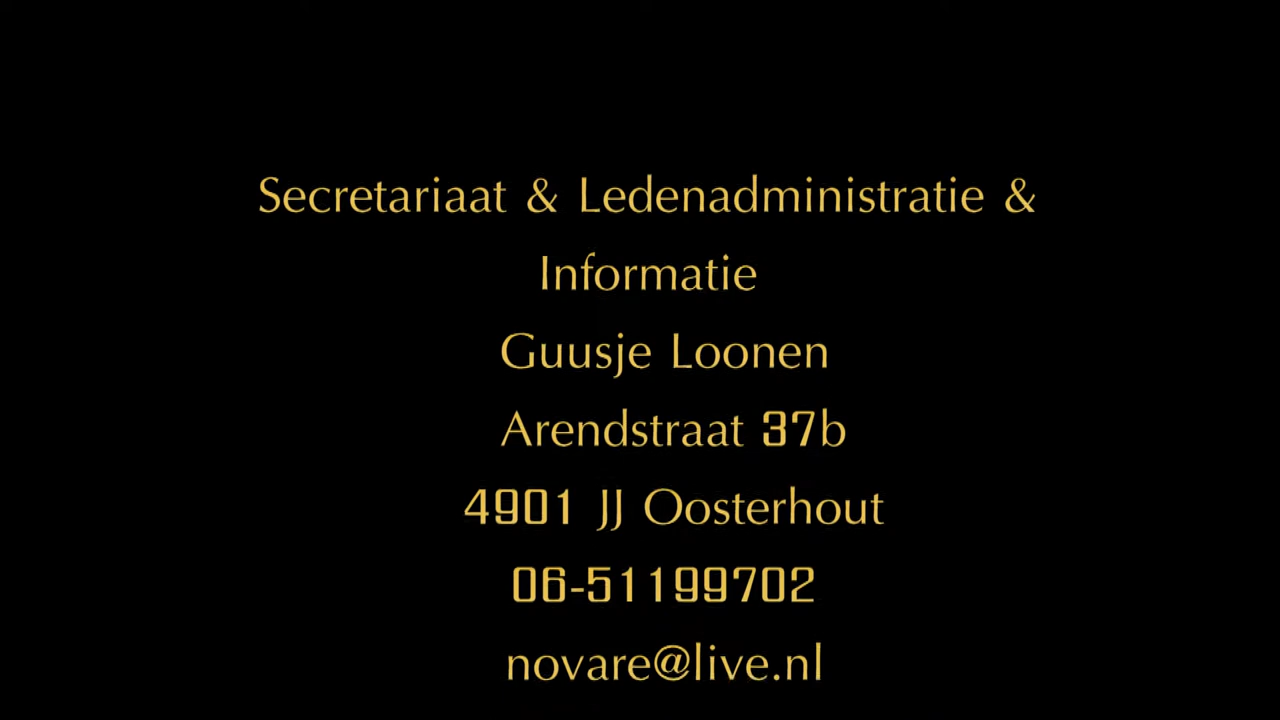 Secretariaat & Ledenadministratie &
Informatie
Guusje Loonen
Arendstraat 37b
4901 JJ Oosterhout
06-51199702
novare@live.nl